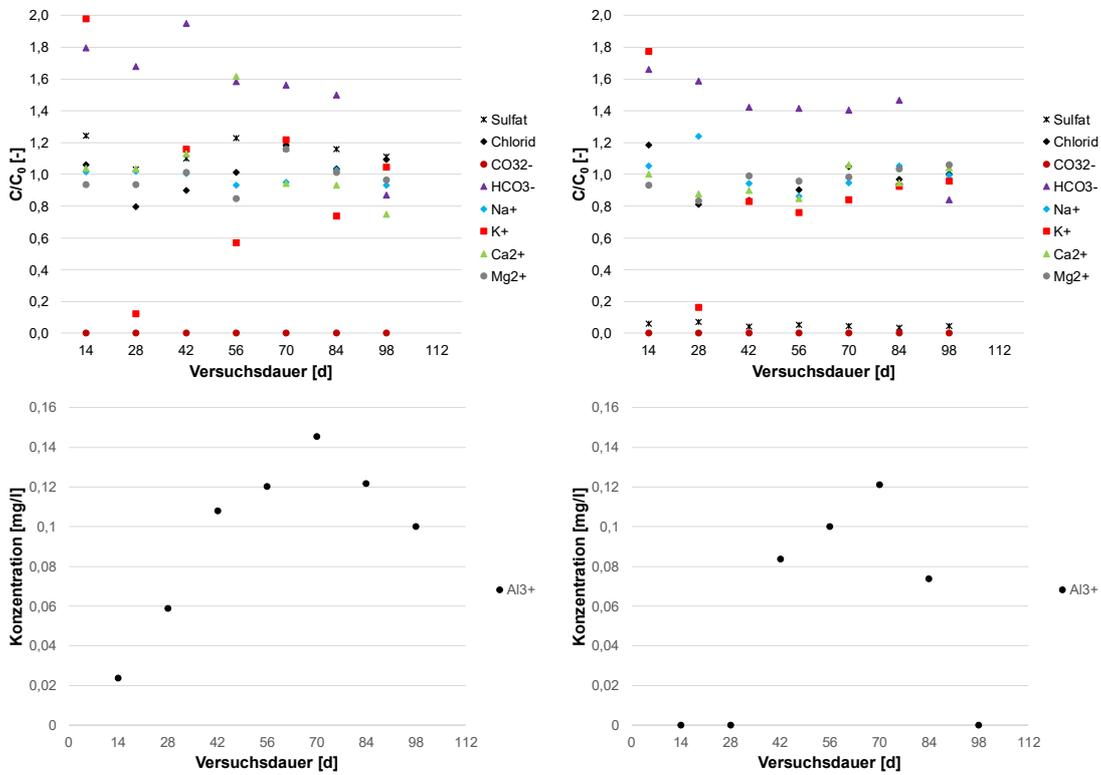 2,0
1,8
1,6
1,4
1,2
1,0
0,8
0,6
0,4
0,2
0,0
C/C0 [-]
14 28 42 56 70 84 98 112
Versuchsdauer [d]
Sulfat
Chlorid
CO32-
HCO3-
Na+
K+
Ca2+
Mg2+
2,0
1,8
1,6
1,4
1,2
1,0
0,8
0,6
0,4
0,2
0,0
C/C0 [-]
14 28 42 56 70 84 98 112
Versuchsdauer [d]
Sulfat
Chlorid
CO32-
HCO3-
Na+
K+
Ca2+
Mg2+
0,16
0,14
0,12
0,1
0,08
0,06
0,04
0,02
0
Konzentration [mg/l]
0 14 28 42 56 70 84 98 112
Versuchsdauer [d]
Al3+
0,16
0,14
0,12
0,1
0,08
0,06
0,04
0,02
0
Konzentration [mg/l]
0 14 28 42 56 70 84 98 112
Versuchsdauer [d]
Al3+